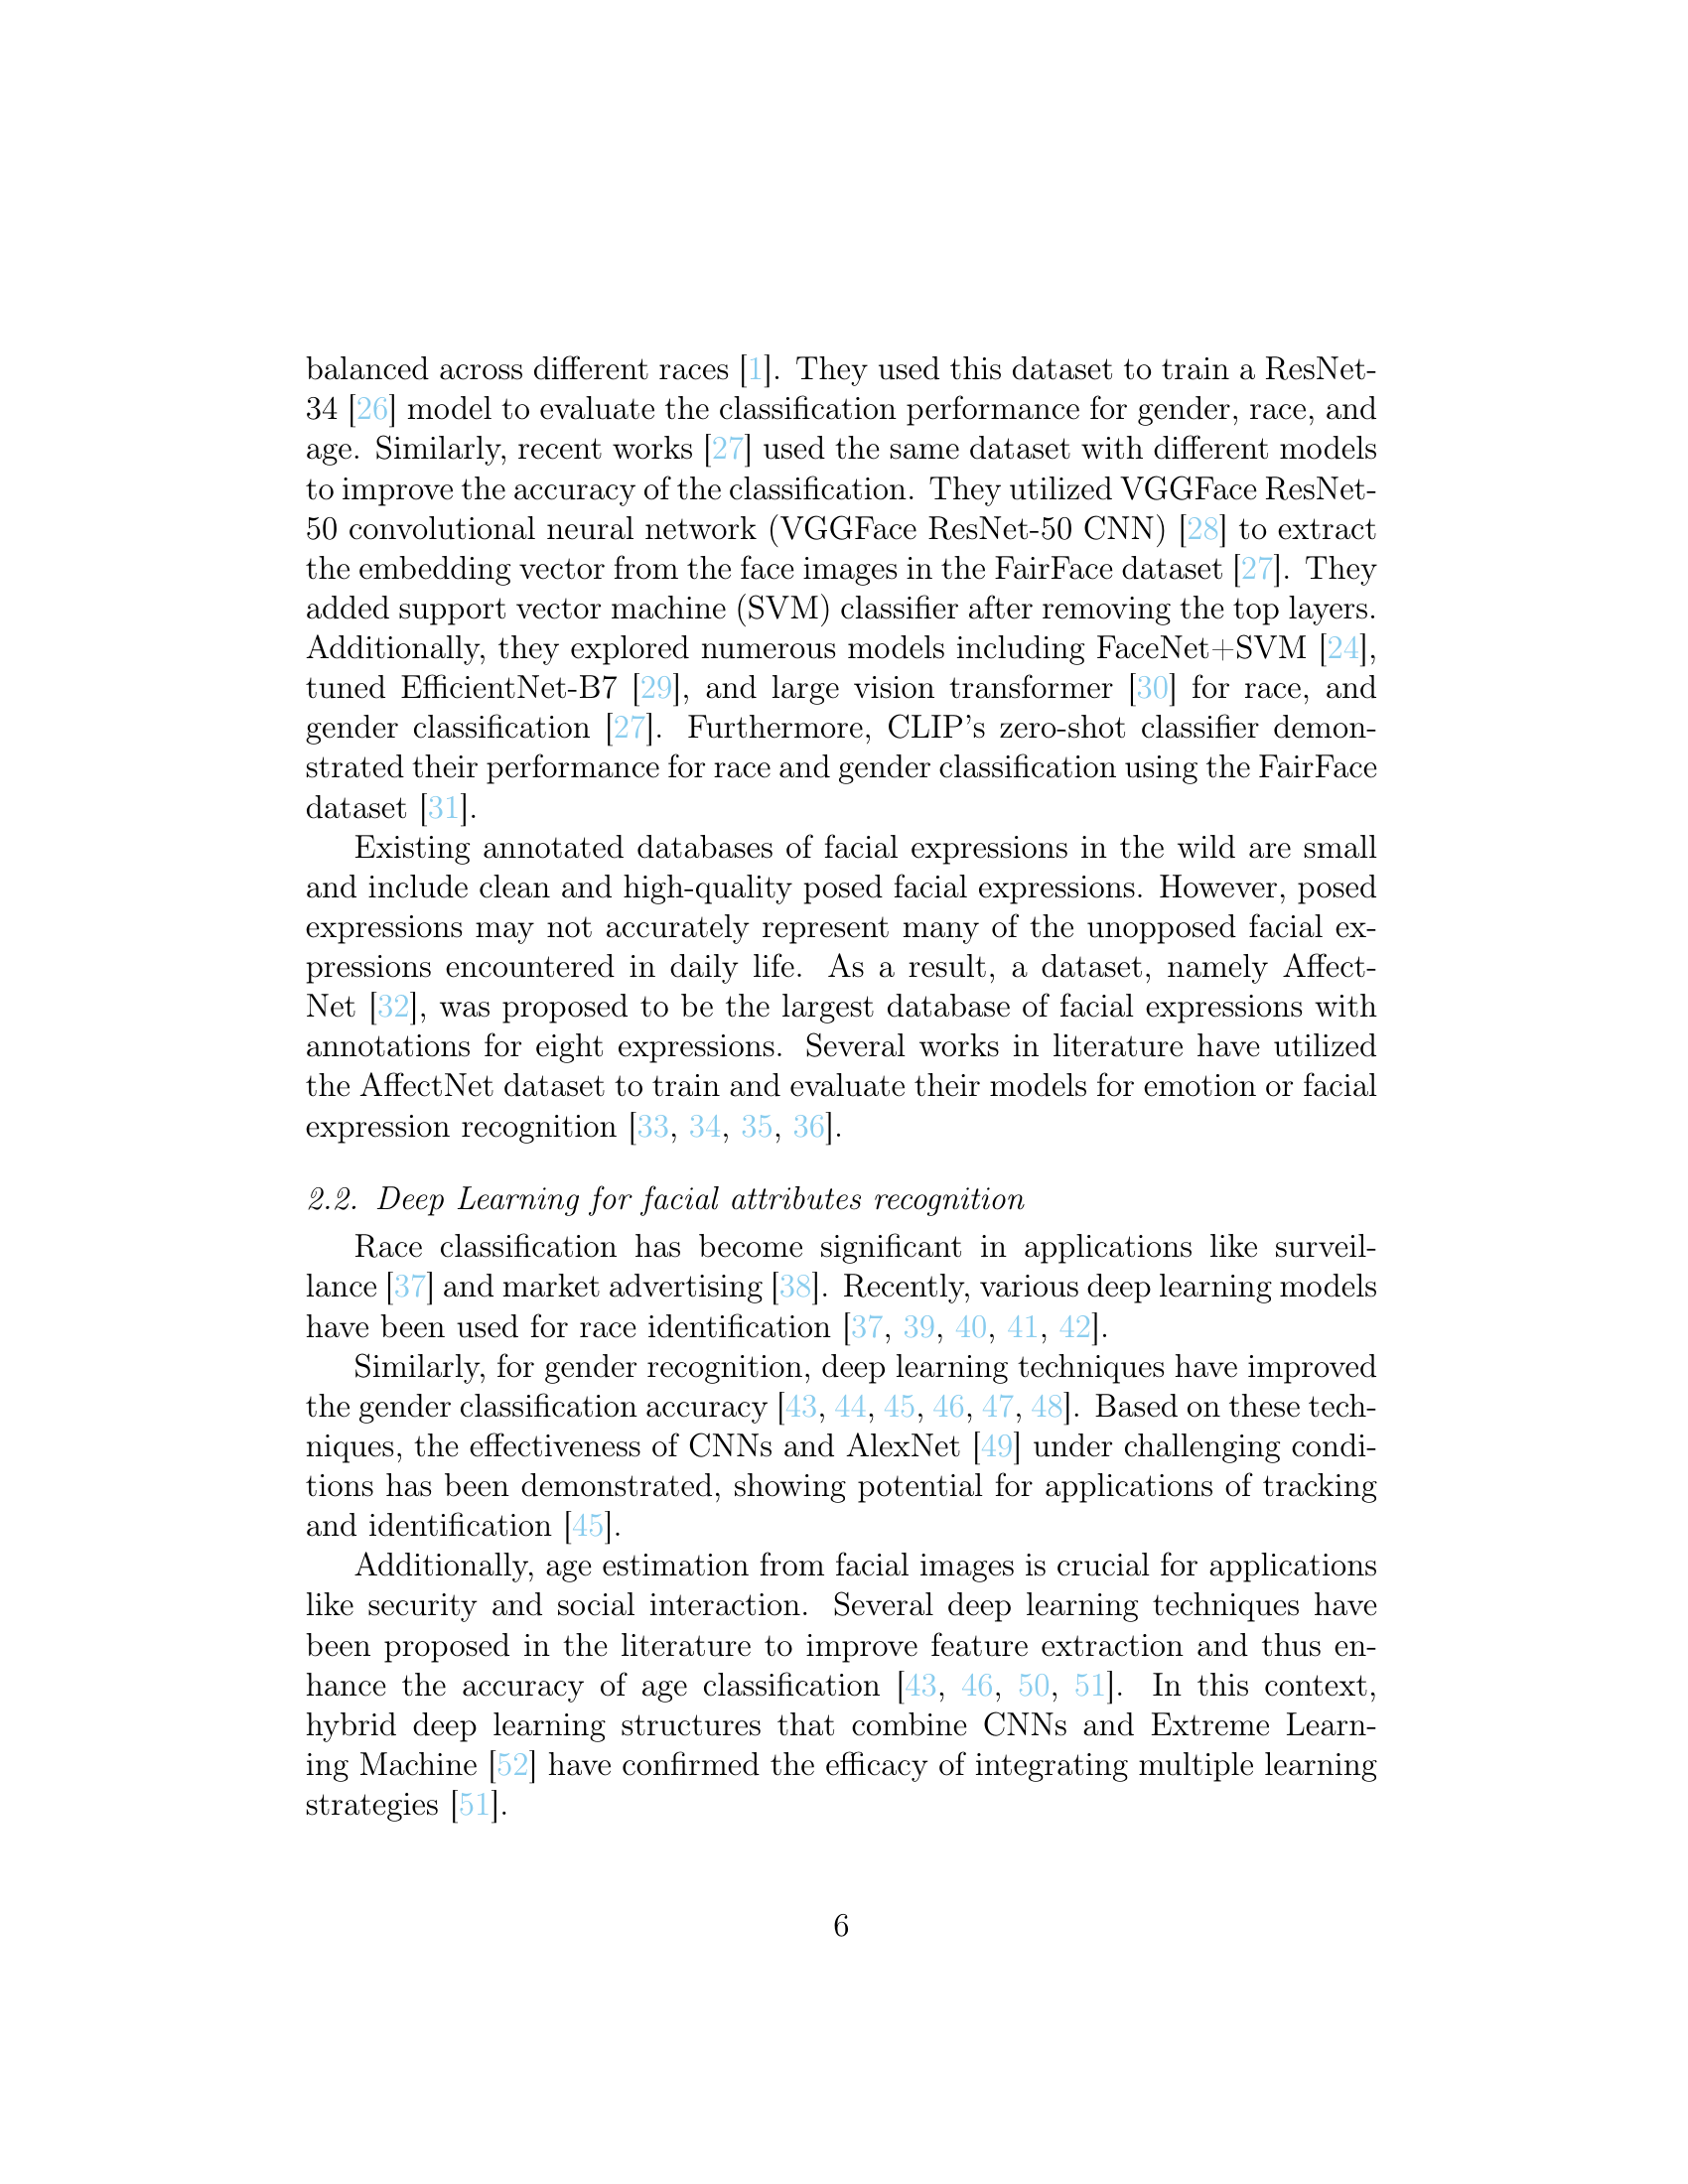 balanced across different races [1]. They used this dataset to train a ResNet-
34 [26] model to evaluate the classification performance for gender, race, and
age. Similarly, recent works [27] used the same dataset with different models
to improve the accuracy of the classification. They utilized VGGFace ResNet-
50 convolutional neural network (VGGFace ResNet-50 CNN) [28] to extract
the embedding vector from the face images in the FairFace dataset [27]. They
added support vector machine (SVM) classifier after removing the top layers.
Additionally, they explored numerous models including FaceNet+SVM [24],
tuned EfficientNet-B7 [29], and large vision transformer [30] for race, and
gender classification [27]. Furthermore, CLIP's zero-shot classifier demon-
strated their performance for race and gender classification using the FairFace
dataset [31].
Existing annotated databases of facial expressions in the wild are small
and include clean and high-quality posed facial expressions. However, posed
expressions may not accurately represent many of the unopposed facial ex-
pressions encountered in daily life. As a result, a dataset, namely Affect-
Net [32], was proposed to be the largest database of facial expressions with
annotations for eight expressions. Several works in literature have utilized
the AffectNet dataset to train and evaluate their models for emotion or facial
expression recognition [33, 34, 35, 36].
2.2. Deep Learning for facial attributes recognition
Race classification has become significant in applications like surveil-
lance [37] and market advertising [38]. Recently, various deep learning models
have been used for race identification [37, 39, 40, 41, 42].
Similarly, for gender recognition, deep learning techniques have improved
the gender classification accuracy [43, 44, 45, 46, 47, 48]. Based on these tech-
niques, the effectiveness of CNNs and AlexNet [49] under challenging condi-
tions has been demonstrated, showing potential for applications of tracking
and identification [45].
Additionally, age estimation from facial images is crucial for applications
like security and social interaction. Several deep learning techniques have
been proposed in the literature to improve feature extraction and thus en-
hance the accuracy of age classification [43, 46, 50, 51]. In this context,
hybrid deep learning structures that combine CNNs and Extreme Learn-
ing Machine [52] have confirmed the efficacy of integrating multiple learning
strategies [51].
6